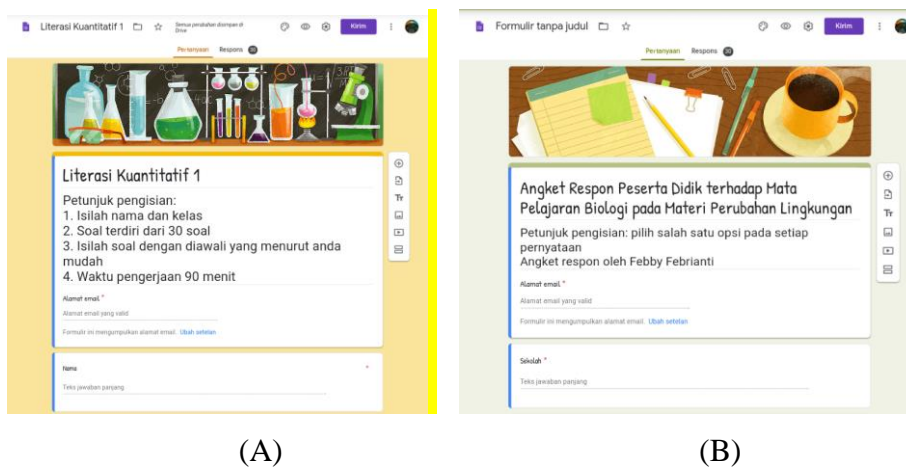 Literasi Kuantitatif 1
Semua perubahan disimpan di
Drive
Kirim
Pertanyaan Respons 30
Literasi Kuantitatif 1
Petunjuk pengisian:
1. Isilah nama dan kelas
2. Soal terdiri dari 30 soal
3. Isilah soal dengan diawali yang menurut anda
mudah
4. Waktu pengerjaan 90 menit
Alamat email *
Alamat email yang valid
Formulir ini mengumpulkan alamat email. Ubah setelan
Nama *
Teks jawaban panjang
Tr
(A)
Formulir tanpa judul
Kirim
Pertanyaan Respons
Angket Respon Peserta Didik terhadap Mata
Pelajaran Biologi pada Materi Perubahan Lingkungan
Petunjuk pengisian: pilih salah satu opsi pada setiap
pernyataan
Angket respon oleh Febby Febrianti
Alamat email *
Alamat email yang valid
Formulir ini mengumpulkan alamat email. Ubah setelan
Sekolah *
Teks jawaban panjang
Tr
(B)